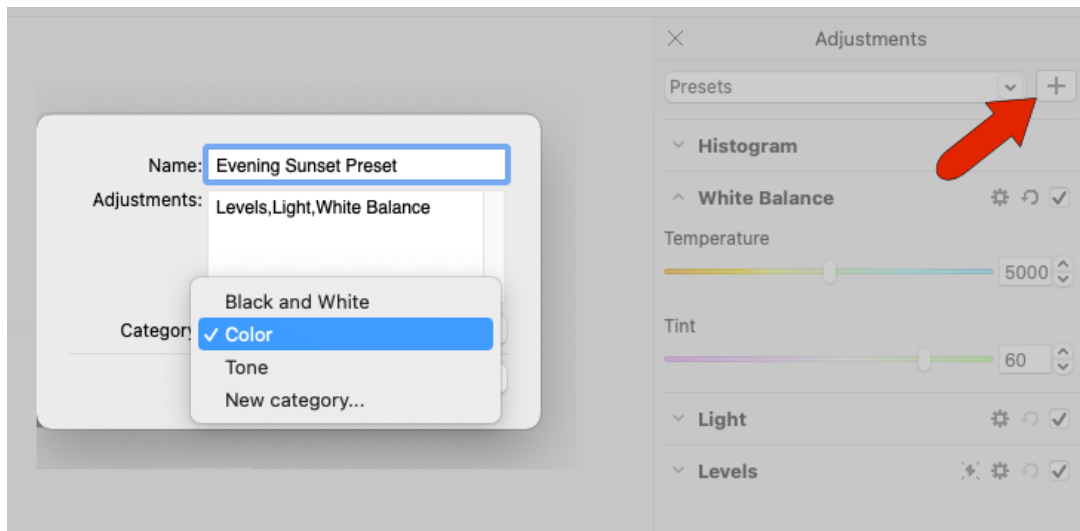 Adjustments
Presets
Histogram
White Balance
Temperature
5000
Tint
60
Light
Levels
Name: Evening Sunset Preset
Adjustments: Levels,Light,White Balance
Category
Black and White
Color
Tone
New category...